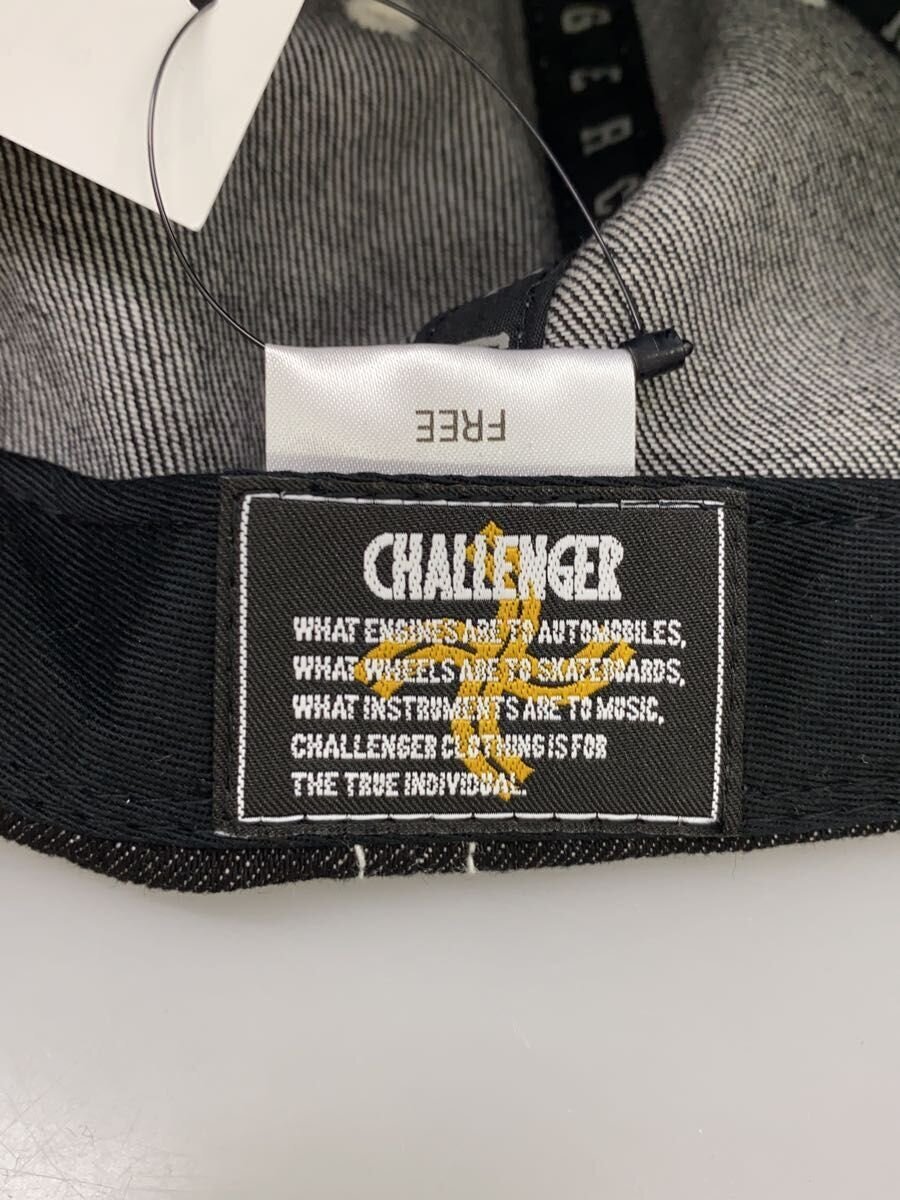 GERC
FREE
CHALLENGER
WHAT ENGINES ARE TO AUTOMOBILES,
WHAT WHEELS ARE TO SKATEBOARDS,
WHAT INSTRUMENTS ARE TO MUSIC,
CHALLENGER CLOTHING IS FOR
THE TRUE INDIVIDUAL.